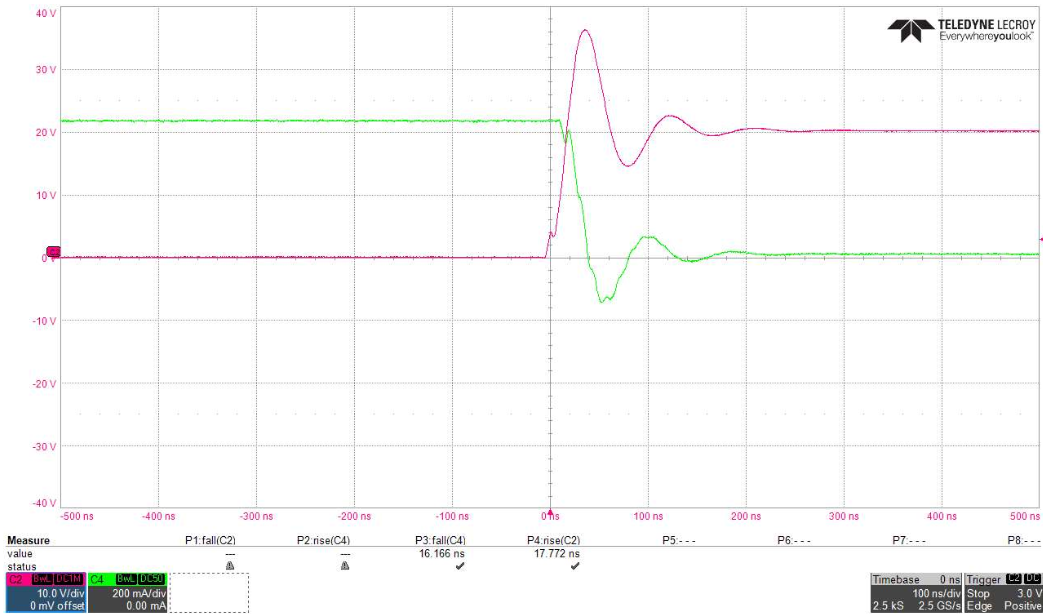 40 V
TELEDYNE LECROY
Everywhereyoulook™
30 V
20 V
10 V
C2
0 V
-10 V
-20 V
-30 V
-40 V
-500 ns -400 ns -300 ns -200 ns -100 ns 0 ns 100 ns 200 ns 300 ns 400 ns 500 ns
Measure P1:fall(C2) P2:rise(C4) P3:fall(C4) P4:rise(C2) P5:- - - P6:- - - P7:- - - P8:- - -
value --- --- 16.166 ns 17.772 ns
status
C2 BwL DC1M C4 BwL DC50 Timebase 0 ns Trigger C2 DC
10.0 V/div 200 mA/div 100 ns/div Stop 3.0 V
0 mV offset 0.00 mA 2.5 kS 2.5 GS/s Edge Positive